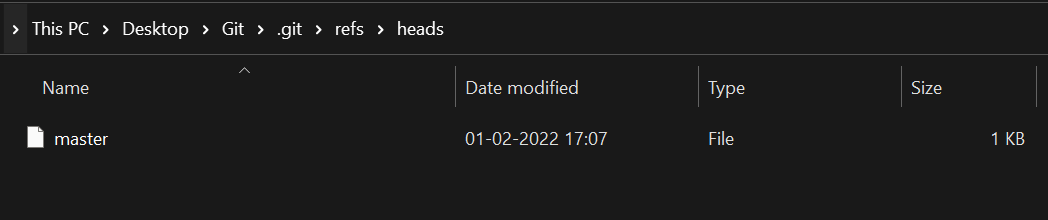 This PC > Desktop > Git > .git > refs > heads
Name Date modified Type Size
master 01-02-2022 17:07 File 1 KB